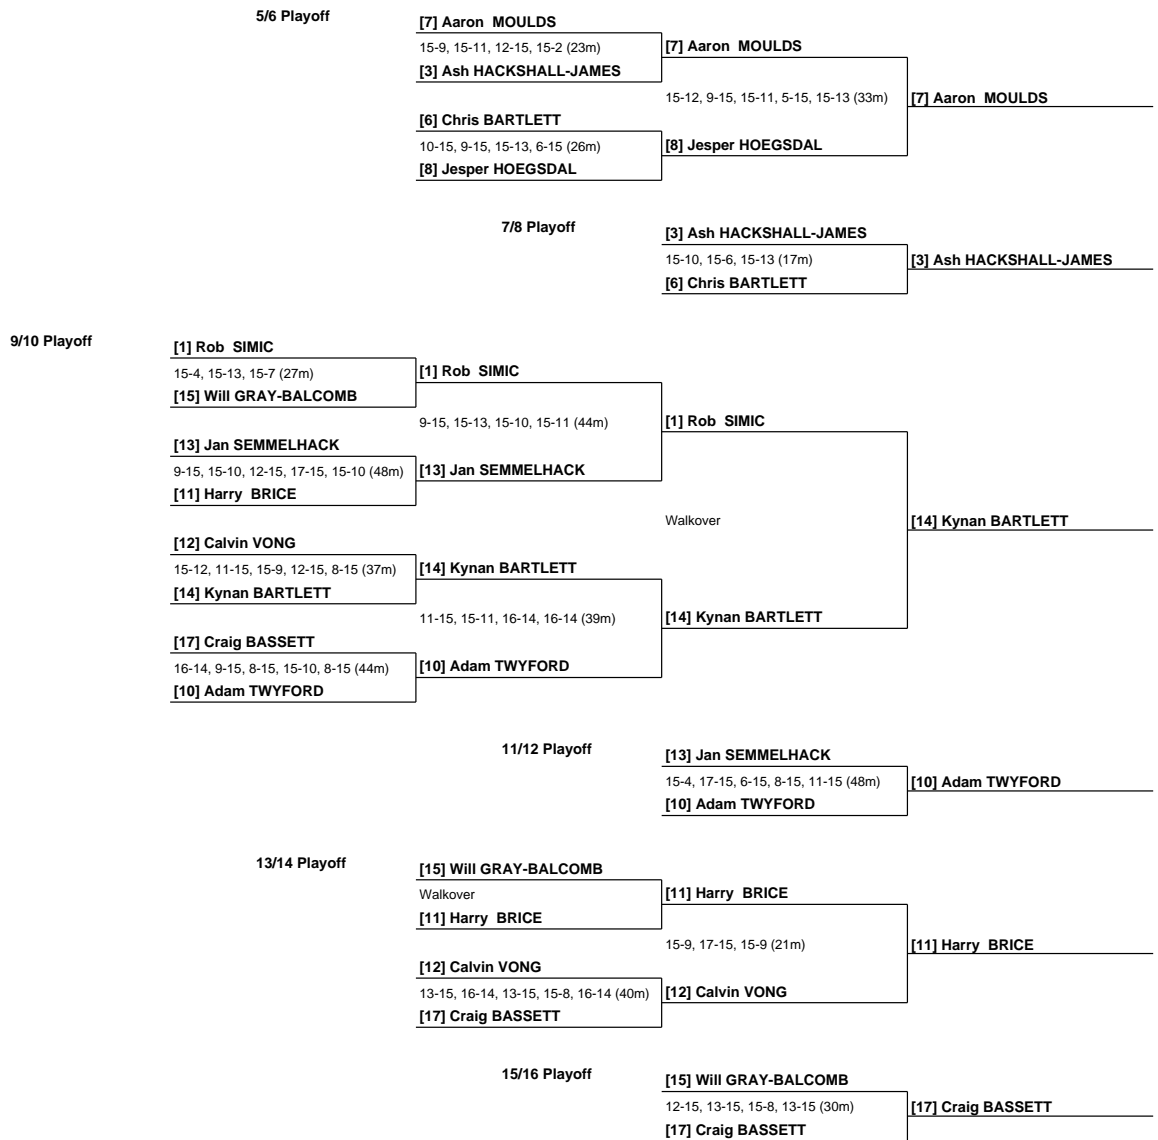 5/6 Playoff
[7] Aaron  MOULDS
15-9, 15-11, 12-15, 15-2 (23m)
[3] Ash HACKSHALL-JAMES
[7] Aaron  MOULDS
15-12, 9-15, 15-11, 5-15, 15-13 (33m)
[7] Aaron  MOULDS
[6] Chris BARTLETT
10-15, 9-15, 15-13, 6-15 (26m)
[8] Jesper HOEGSDAL
[8] Jesper HOEGSDAL
7/8 Playoff
[3] Ash HACKSHALL-JAMES
15-10, 15-6, 15-13 (17m)
[6] Chris BARTLETT
[3] Ash HACKSHALL-JAMES
9/10 Playoff
[1] Rob  SIMIC
15-4, 15-13, 15-7 (27m)
[15] Will GRAY-BALCOMB
[1] Rob  SIMIC
9-15, 15-13, 15-10, 15-11 (44m)
[1] Rob  SIMIC
[13] Jan SEMMELHACK
9-15, 15-10, 12-15, 17-15, 15-10 (48m)
[11] Harry  BRICE
[13] Jan SEMMELHACK
Walkover
[14] Kynan BARTLETT
[12] Calvin VONG
15-12, 11-15, 15-9, 12-15, 8-15 (37m)
[14] Kynan BARTLETT
[14] Kynan BARTLETT
11-15, 15-11, 16-14, 16-14 (39m)
[14] Kynan BARTLETT
[17] Craig BASSETT
16-14, 9-15, 8-15, 15-10, 8-15 (44m)
[10] Adam TWYFORD
[10] Adam TWYFORD
11/12 Playoff
[13] Jan SEMMELHACK
15-4, 17-15, 6-15, 8-15, 11-15 (48m)
[10] Adam TWYFORD
[10] Adam TWYFORD
13/14 Playoff
[15] Will GRAY-BALCOMB
Walkover
[11] Harry  BRICE
[11] Harry  BRICE
15-9, 17-15, 15-9 (21m)
[11] Harry  BRICE
[12] Calvin VONG
13-15, 16-14, 13-15, 15-8, 16-14 (40m)
[17] Craig BASSETT
[12] Calvin VONG
15/16 Playoff
[15] Will GRAY-BALCOMB
12-15, 13-15, 15-8, 13-15 (30m)
[17] Craig BASSETT
[17] Craig BASSETT